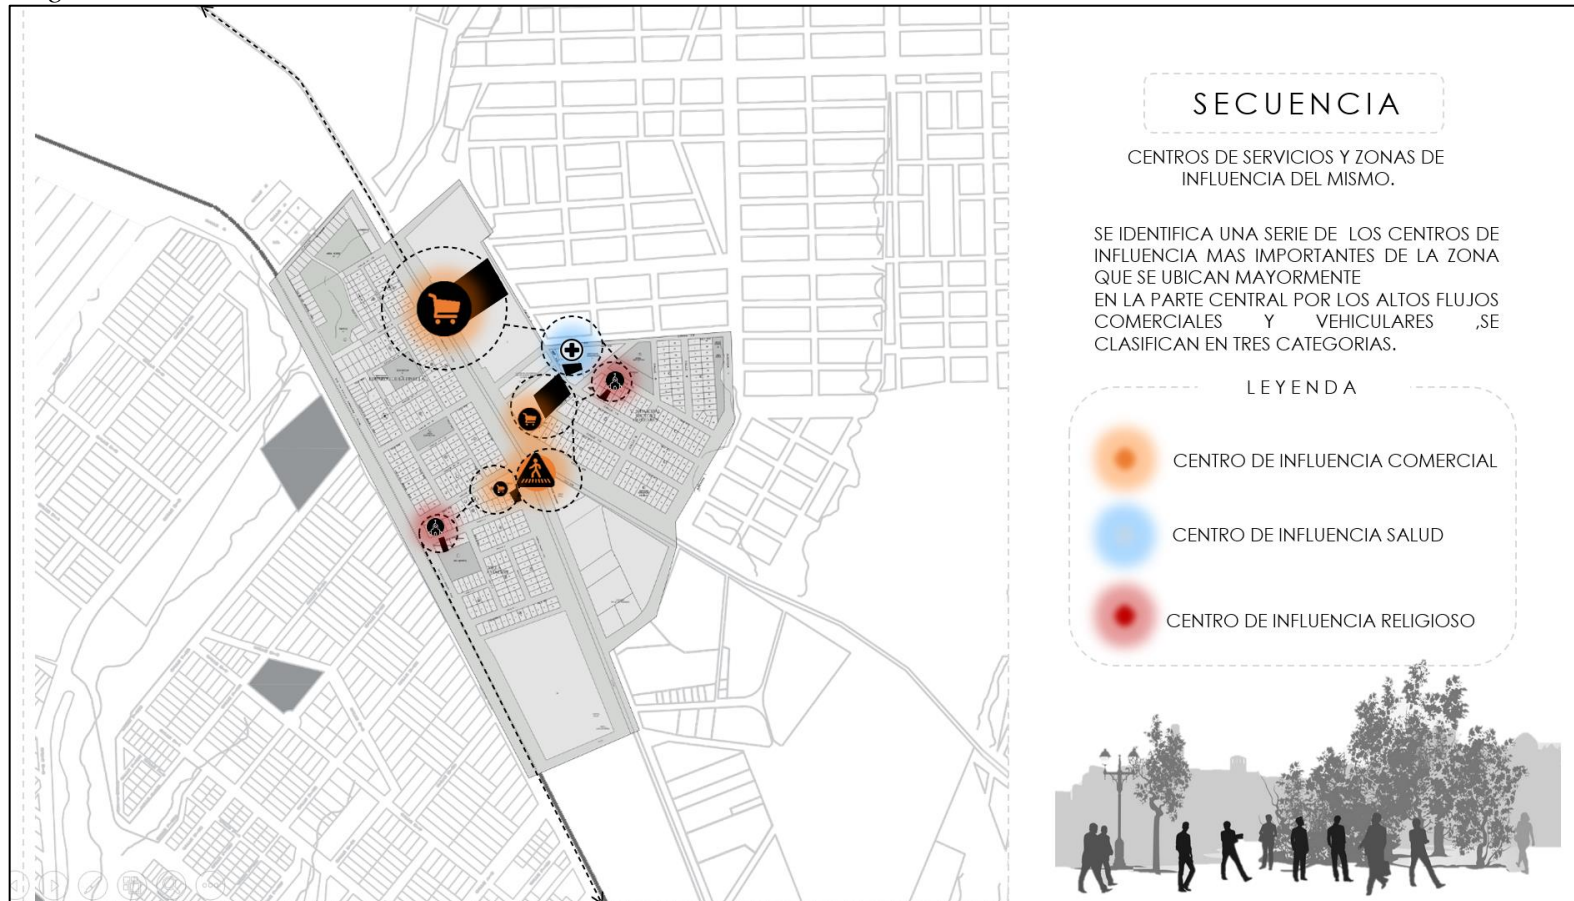 SECUENCIA
CENTROS DE SERVICIOS Y ZONAS DE
INFLUENCIA DEL MISMO.
SE IDENTIFICA UNA SERIE DE LOS CENTROS DE
INFLUENCIA MAS IMPORTANTES DE LA ZONA
QUE SE UBICAN MAYORMENTE
EN LA PARTE CENTRAL POR LOS ALTOS FLUJOS
COMERCIALES Y VEHICULARES ,SE
CLASIFICAN EN TRES CATEGORIAS.
LEYENDA
CENTRO DE INFLUENCIA COMERCIAL
CENTRO DE INFLUENCIA SALUD
CENTRO DE INFLUENCIA RELIGIOSO